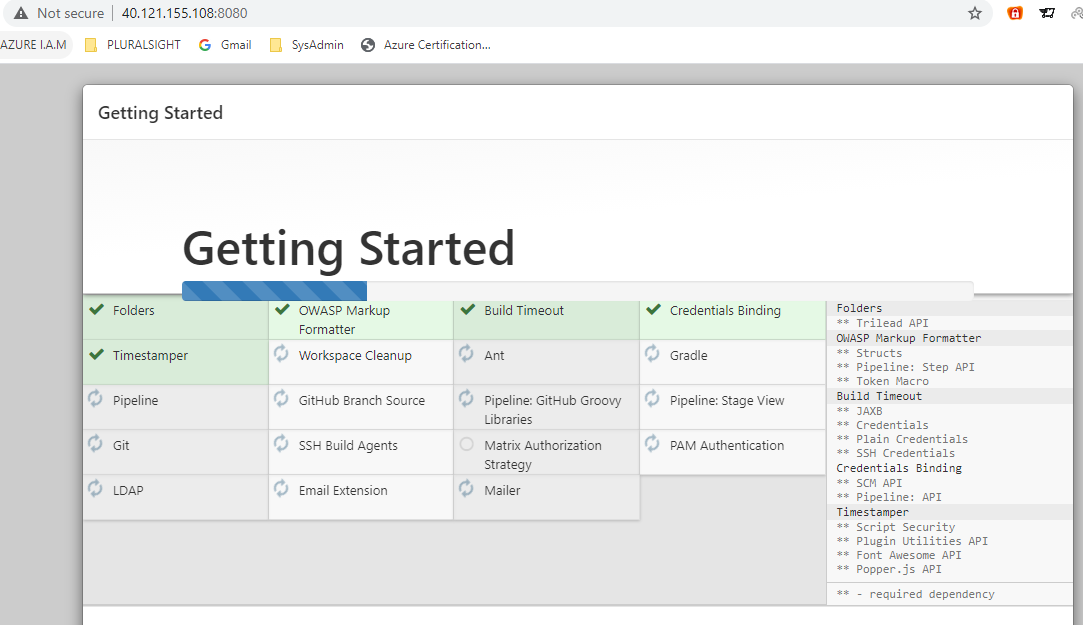 Not secure 40.121.155.108:8080
AZURE I.A.M PLURALSIGHT Gmail SysAdmin Azure Certification...
Getting Started
Getting Started
Folders
OWASP Markup
Formatter
Build Timeout
Credentials Binding
Timestamper
Workspace Cleanup
Ant
Gradle
Pipeline
GitHub Branch Source
Pipeline: GitHub Groovy
Libraries
Pipeline: Stage View
Git
SSH Build Agents
Matrix Authorization
Strategy
PAM Authentication
LDAP
Email Extension
Mailer
Folders
** Trilead API
OWASP Markup Formatter
** Structs
** Pipeline: Step API
** Token Macro
Build Timeout
** JAXB
** Credentials
** Plain Credentials
** SSH Credentials
Credentials Binding
** SCM API
** Pipeline: API
Timestamper
** Script Security
** Plugin Utilities API
** Font Awesome API
** Popper.js API
** - required dependency